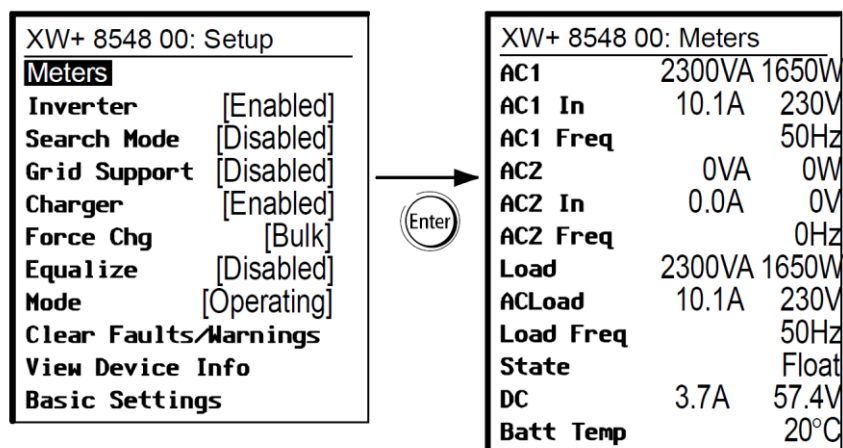 XW+ 8548 00: Setup
Meters
Inverter [Enabled]
Search Mode [Disabled]
Grid Support [Disabled]
Charger [Enabled]
Force Chg [Bulk]
Equalize [Disabled]
Mode [Operating]
Clear Faults/Warnings
View Device Info
Basic Settings
Enter
XW+ 8548 00: Meters
AC1 2300VA 1650W
AC1 In 10.1A 230V
AC1 Freq 50Hz
AC2 0VA 0W
AC2 In 0.0A 0V
AC2 Freq 0Hz
Load 2300VA 1650W
ACLoad 10.1A 230V
Load Freq 50Hz
State Float
DC 3.7A 57.4V
Batt Temp 20°C